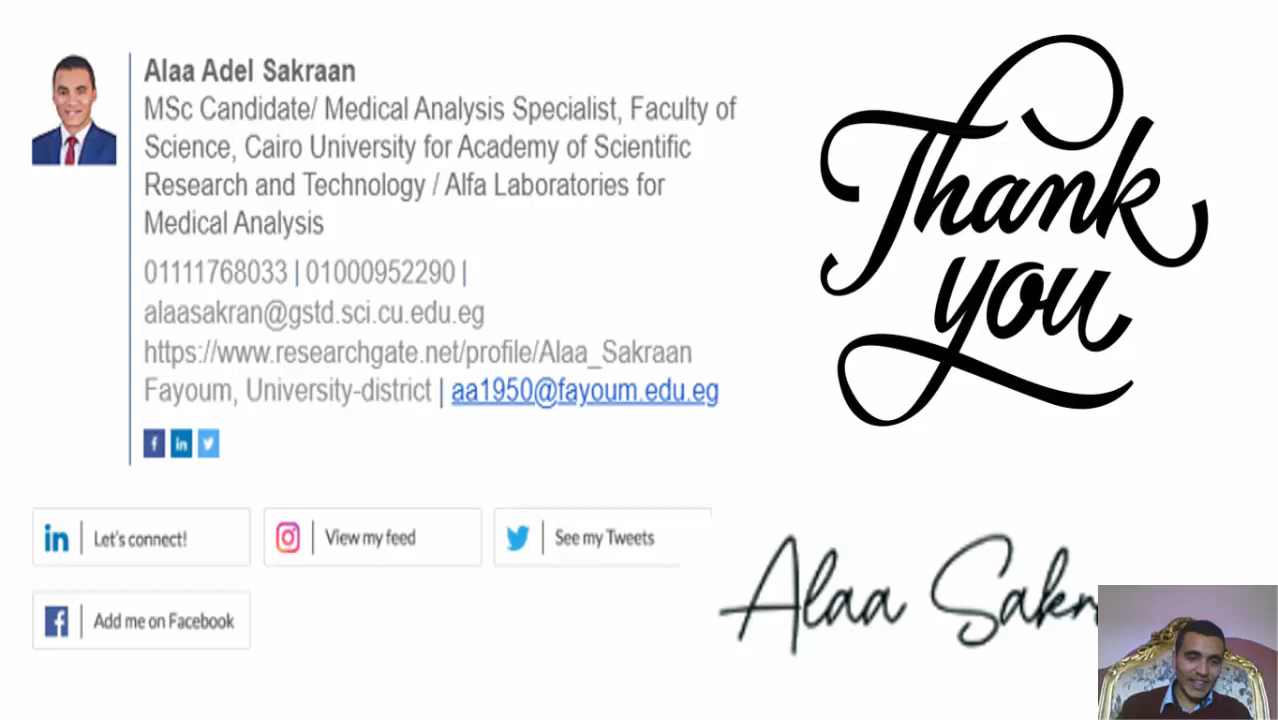 Alaa Adel Sakraan
MSc Candidate/ Medical Analysis Specialist, Faculty of
Science, Cairo University for Academy of Scientific
Research and Technology / Alfa Laboratories for
Medical Analysis
01111768033 | 01000952290 |
alaasakran@gstd.sci.cu.edu.eg
https://www.researchgate.net/profile/Alaa_Sakraan
Fayoum, University-district | aa1950@fayoum.edu.eg
Thank
you
Let's connect!
View my feed
See my Tweets
Add me on Facebook
Alaa